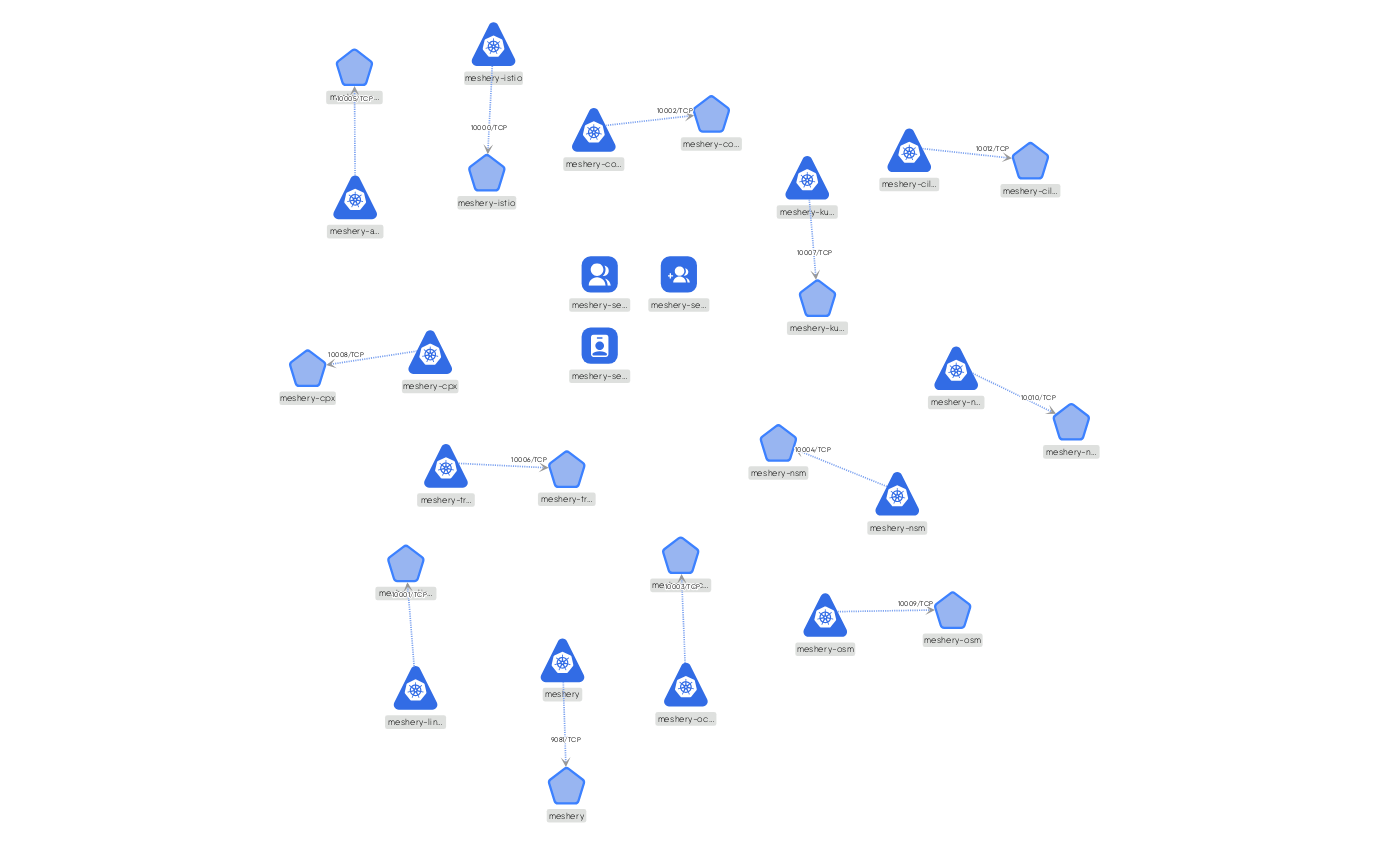 meshery-istio
10005/TCP
10002/TCP
10000/TCP
meshery-co...
10012/TCP
meshery-co...
meshery-cil...
meshery-cil...
meshery-istio
meshery-ku...
meshery-a...
10007/TCP
meshery-se...
meshery-se...
meshery-ku...
10008/TCP
meshery-se...
meshery-cpx
meshery-cpx
10010/TCP
meshery-n...
10004/TCP
meshery-n...
10006/TCP
meshery-nsm
meshery-tr...
meshery-tr...
meshery-nsm
10003/TCP
10001/TCP
10009/TCP
meshery-osm
meshery-osm
meshery
meshery-oc...
meshery-lin...
9081/TCP
meshery